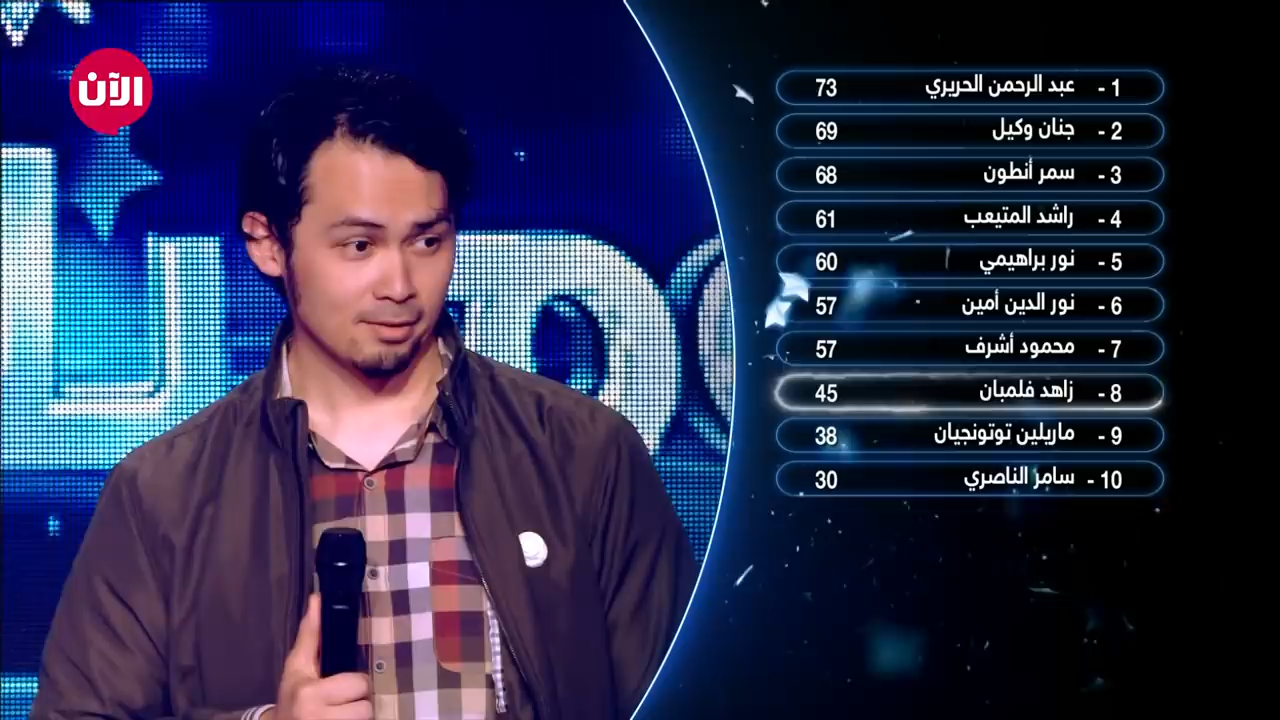 الآن
1 - عبد الرحمن الحريري 73
2 - جنان وكيل 69
3 - سمر أنطون 68
4 - راشد المتيعب 61
5 - نور براهيمي 60
6 - نور الدين أمين 57
7 - محمود أشرف 57
8 - زاهد فلمبان 45
9 - ماريلين توتونجيان 38
10 - سامر الناصري 30